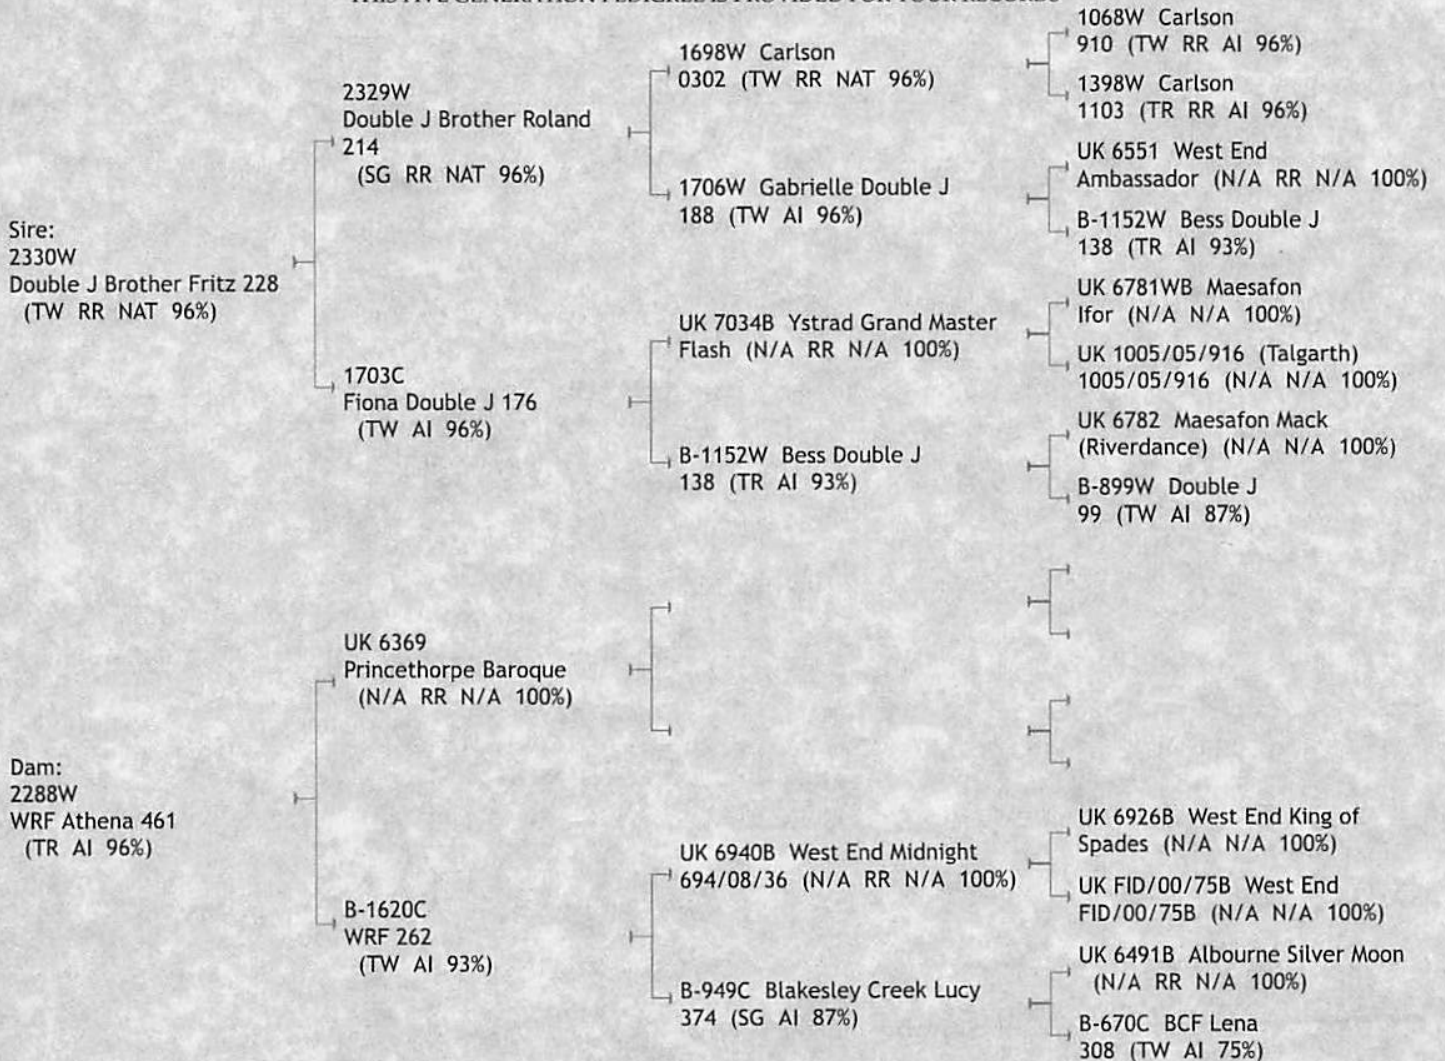 THIS FIVE GENERATION PEDIGREE IS PROVIDED FOR YOUR RECORDS
Sire:
2330W
Double J Brother Fritz 228
(TW RR NAT 96%)
2329W
Double J Brother Roland
214
(SG RR NAT 96%)
1703C
Fiona Double J 176
(TW AI 96%)
1698W Carlson
0302 (TW RR NAT 96%)
1706W Gabrielle Double J
188 (TW AI 96%)
UK 7034B Ystrad Grand Master
Flash (N/A RR N/A 100%)
B-1152W Bess Double J
138 (TR AI 93%)
1068W Carlson
910 (TW RR AI 96%)
1398W Carlson
1103 (TR RR AI 96%)
UK 6551 West End
Ambassador (N/A RR N/A 100%)
B-1152W Bess Double J
138 (TR AI 93%)
UK 6781WB Maesafon
Ifor (N/A N/A 100%)
UK 1005/05/916 (Talgarth)
1005/05/916 (N/A N/A 100%)
UK 6782 Maesafon Mack
(Riverdance) (N/A N/A 100%)
B-899W Double J
99 (TW AI 87%)
Dam:
2288W
WRF Athena 461
(TR AI 96%)
UK 6369
Princethorpe Baroque
(N/A RR N/A 100%)
B-1620C
WRF 262
(TW AI 93%)
UK 6940B West End Midnight
694/08/36 (N/A RR N/A 100%)
B-949C Blakesley Creek Lucy
374 (SG AI 87%)
UK 6926B West End King of
Spades (N/A N/A 100%)
UK FID/00/75B West End
FID/00/75B (N/A N/A 100%)
UK 6491B Albourne Silver Moon
(N/A RR N/A 100%)
B-670C BCF Lena
308 (TW AI 75%)